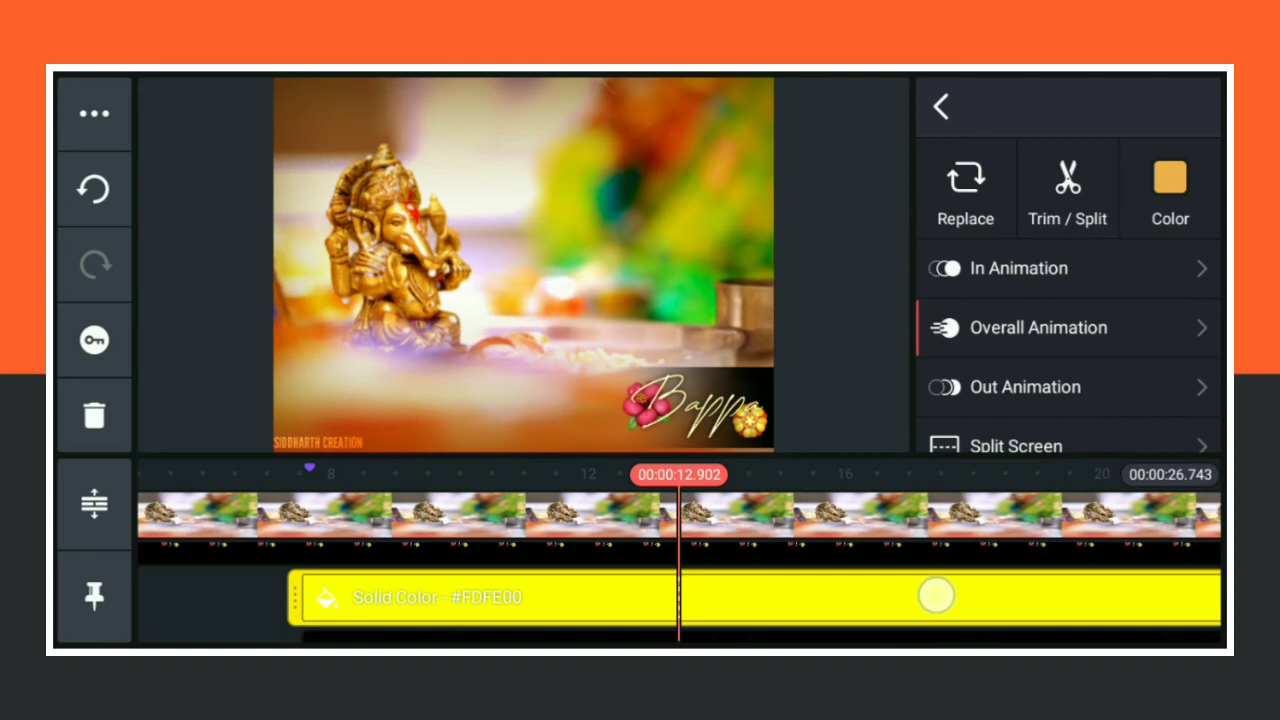 Replace
Trim / Split
Color
In Animation
Overall Animation
Out Animation
Split Screen
Bappa
SIDDHARTH CREATION
8
12
00:00:12.902
16
20
00:00:26.743
Solid Color - #FDFE00